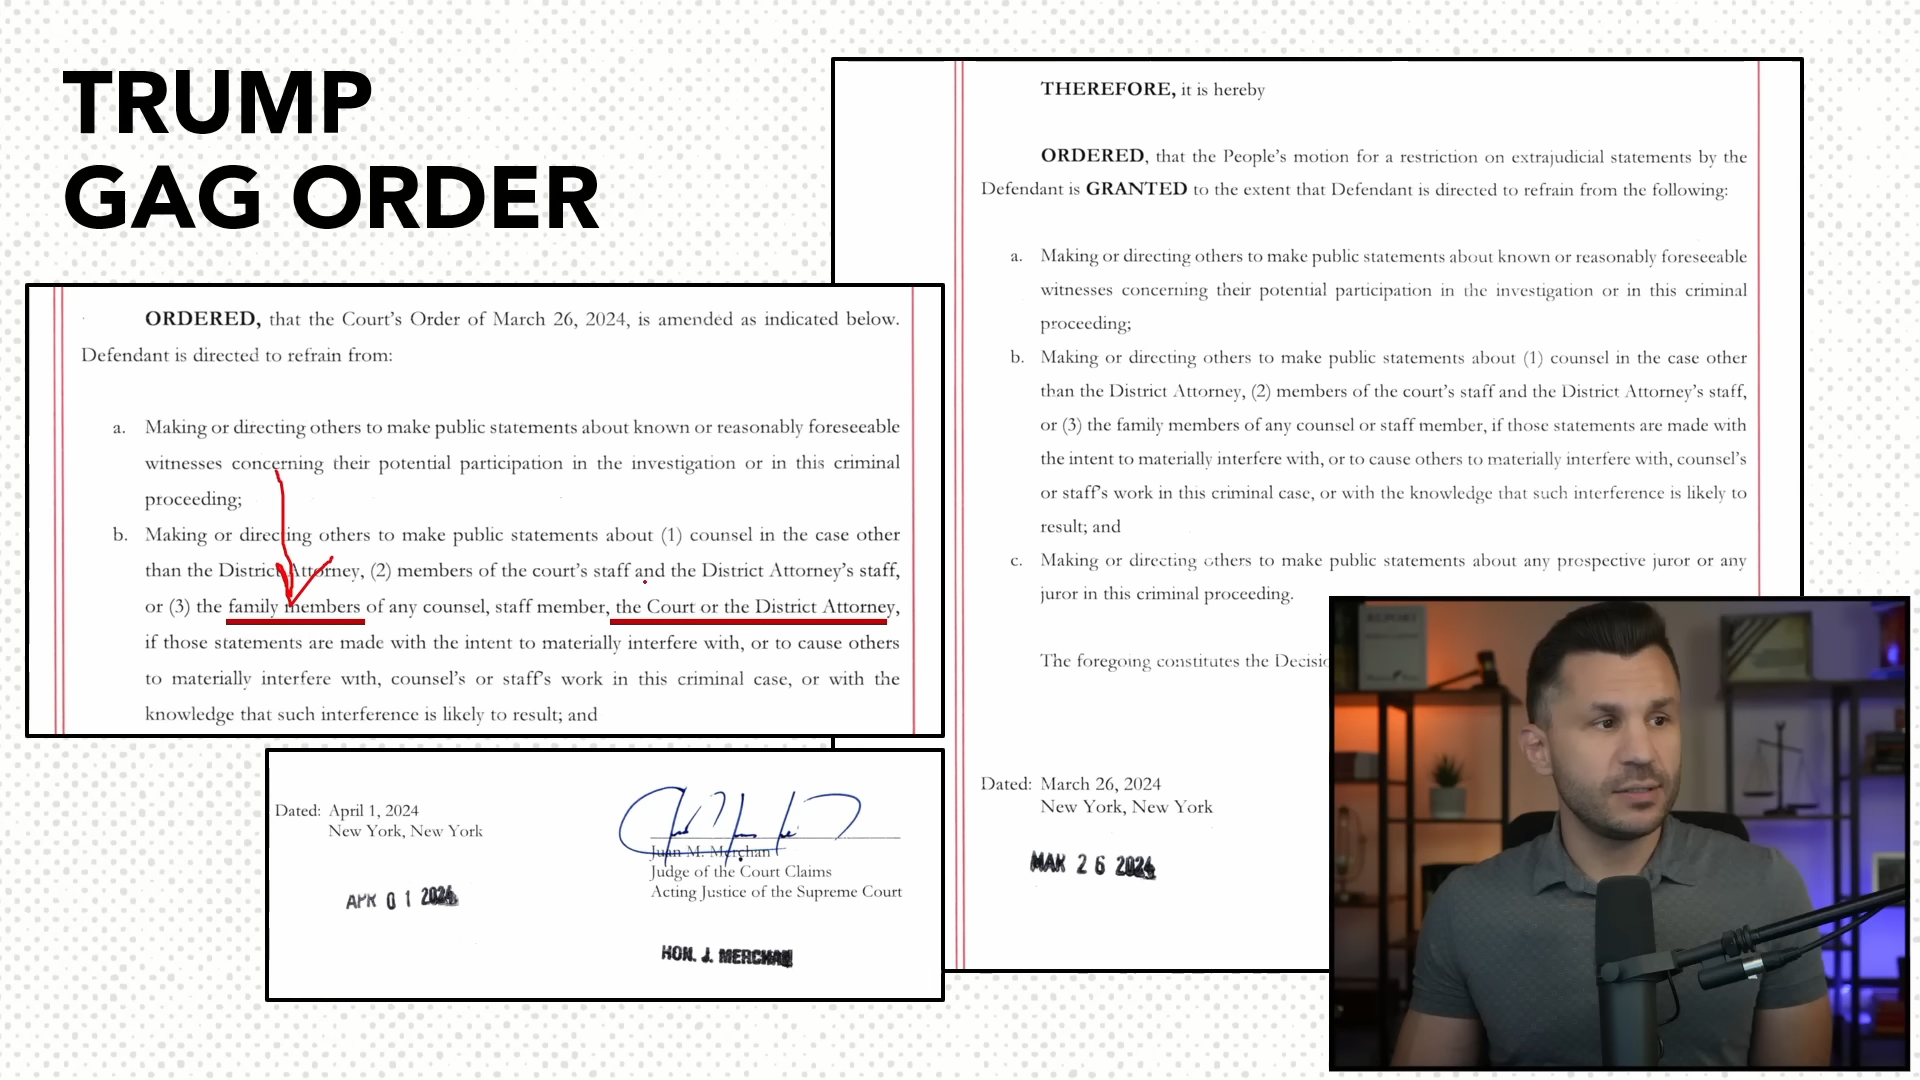 TRUMP
GAG ORDER
ORDERED, that the Court's Order of March 26, 2024, is amended as indicated below.
Defendant is directed to refrain from:
a. Making or directing others to make public statements about known or reasonably foreseeable
witnesses concerning their potential participation in the investigation or in this criminal
proceeding;
b. Making or directing others to make public statements about (1) counsel in the case other
than the District Attorney, (2) members of the court's staff and the District Attorney's staff,
or (3) the family members of any counsel, staff member, the Court or the District Attorney,
if those statements are made with the intent to materially interfere with, or to cause others
to materially interfere with, counsel's or staff's work in this criminal case, or with the
knowledge that such interference is likely to result; and
Dated: April 1, 2024
New York, New York
APR 01 2024
Juan M. Merchan
Judge of the Court Claims
Acting Justice of the Supreme Court
HON. J. MERCHAN
THEREFORE, it is hereby
ORDERED, that the People's motion for a restriction on extrajudicial statements by the
Defendant is GRANTED to the extent that Defendant is directed to refrain from the following:
a. Making or directing others to make public statements about known or reasonably foreseeable
witnesses concerning their potential participation in the investigation or in this criminal
proceeding;
b. Making or directing others to make public statements about (1) counsel in the case other
than the District Attorney, (2) members of the court's staff and the District Attorney's staff,
or (3) the family members of any counsel or staff member, if those statements are made with
the intent to materially interfere with, or to cause others to materially interfere with, counsel's
or staff's work in this criminal case, or with the knowledge that such interference is likely to
result; and
c. Making or directing others to make public statements about any prospective juror or any
juror in this criminal proceeding.
The foregoing constitutes the
Dated: March 26, 2024
New York, New York
MAR 26 2024
REPORT